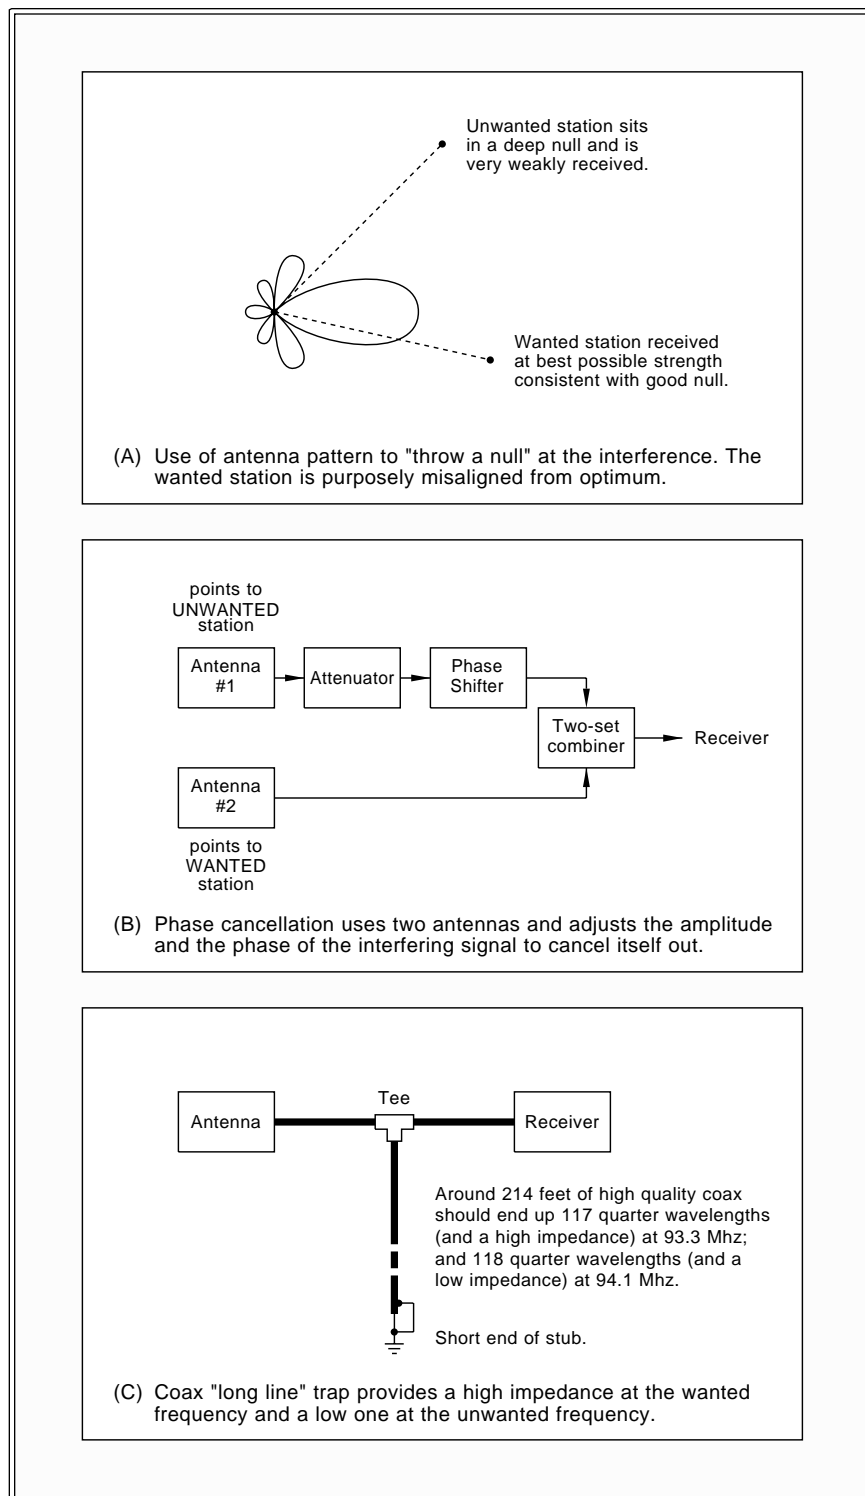 Unwanted station sits
in a deep null and is
very weakly received.
Wanted station received
at best possible strength
consistent with good null.
(A) Use of antenna pattern to "throw a null" at the interference. The
wanted station is purposely misaligned from optimum.
points to
UNWANTED
station
Antenna
#1
Attenuator
Phase
Shifter
Two-set
combiner
Receiver
Antenna
#2
points to
WANTED
station
(B) Phase cancellation uses two antennas and adjusts the amplitude
and the phase of the interfering signal to cancel itself out.
Tee
Antenna
Receiver
Around 214 feet of high quality coax
should end up 117 quarter wavelengths
(and a high impedance) at 93.3 Mhz;
and 118 quarter wavelengths (and a
low impedance) at 94.1 Mhz.
Short end of stub.
(C) Coax "long line" trap provides a high impedance at the wanted
frequency and a low one at the unwanted frequency.